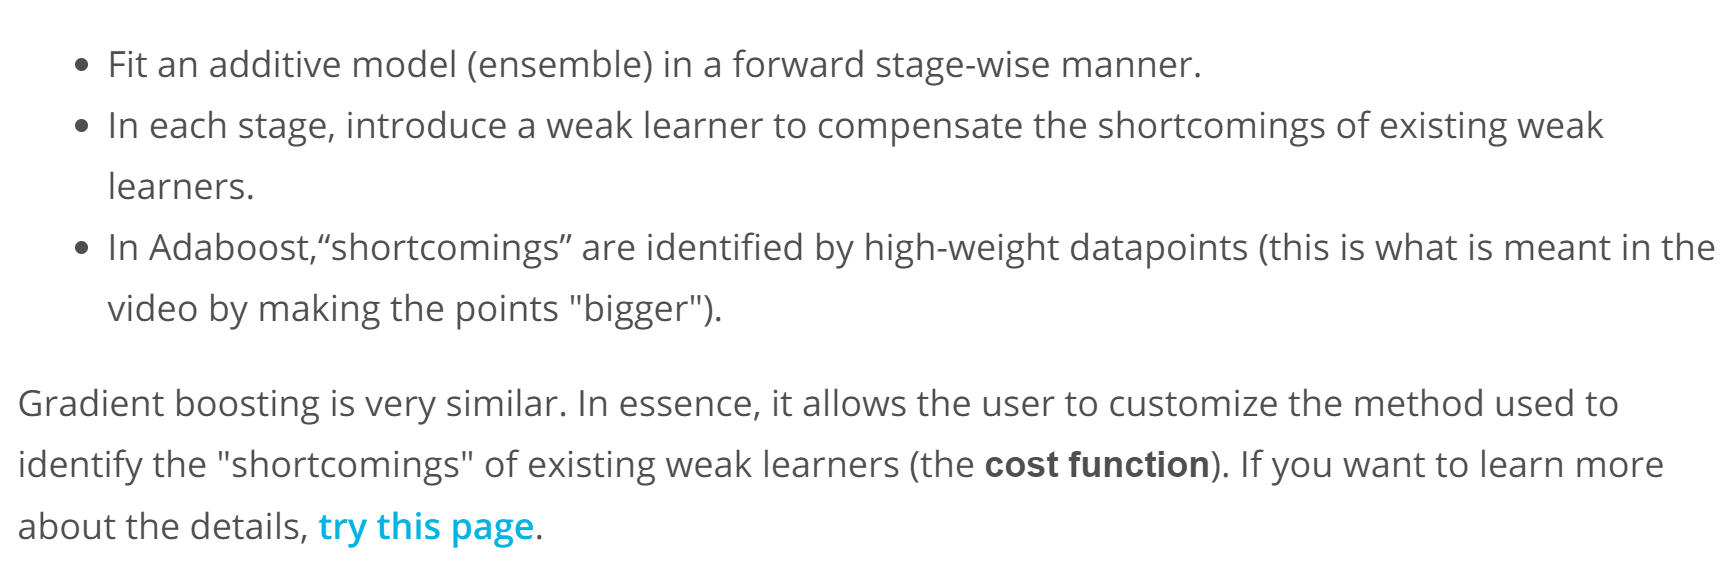 • Fit an additive model (ensemble) in a forward stage-wise manner.
• In each stage, introduce a weak learner to compensate the shortcomings of existing weak
learners.
• In Adaboost,“shortcomings” are identified by high-weight datapoints (this is what is meant in the
video by making the points "bigger").
Gradient boosting is very similar. In essence, it allows the user to customize the method used to
identify the "shortcomings" of existing weak learners (the cost function). If you want to learn more
about the details, try this page.